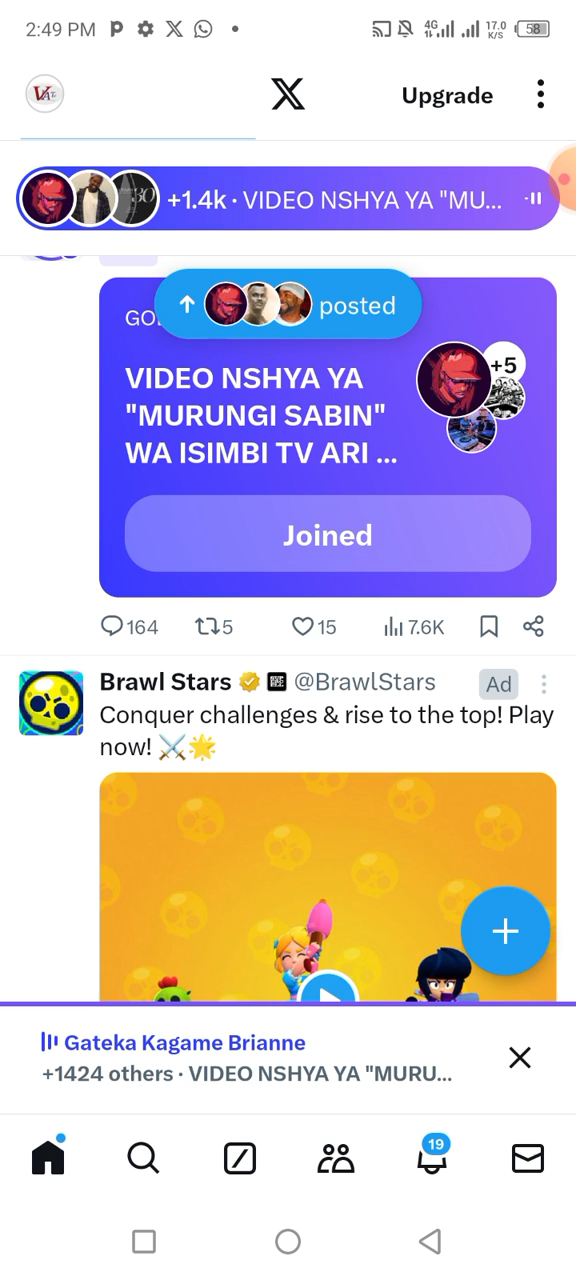 2:49 PM
4G
17.0
K/S
58
Upgrade
+1.4k · VIDEO NSHYA YA "MU...
posted
VIDEO NSHYA YA
"MURUNGI SABIN"
WA ISIMBI TV ARI ...
+5
Joined
164
5
15
7.6K
Brawl Stars @BrawlStars
Ad
Conquer challenges & rise to the top! Play
now! ⚔️🌟
Gateka Kagame Brianne
+1424 others · VIDEO NSHYA YA "MURU...
19